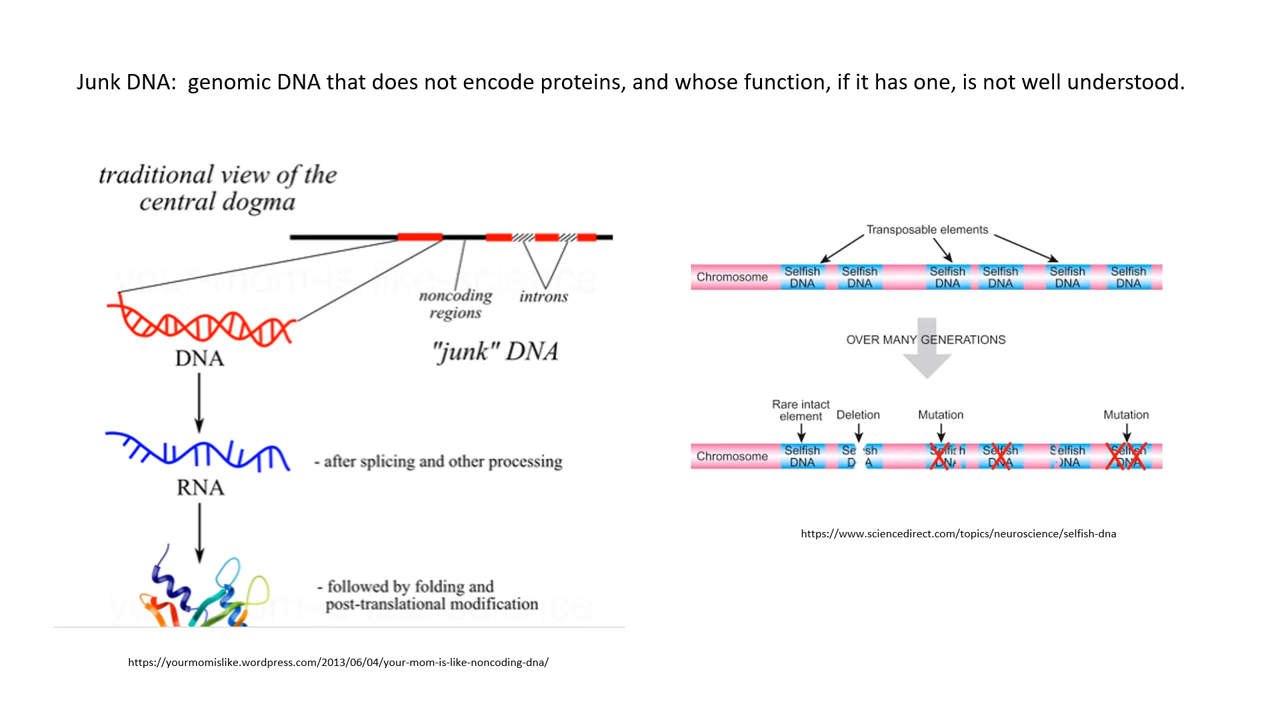 Junk DNA:  genomic DNA that does not encode proteins, and whose function, if it has one, is not well understood.
traditional view of the
central dogma
noncoding
regions
introns
"junk" DNA
DNA
- after splicing and other processing
RNA
- followed by folding and
post-translational modification
https://yourmomislike.wordpress.com/2013/06/04/your-mom-is-like-noncoding-dna/
Transposable elements
Chromosome
Selfish
DNA
Selfish
DNA
Selfish
DNA
Selfish
DNA
Selfish
DNA
Selfish
DNA
OVER MANY GENERATIONS
Rare intact
element
Deletion
Mutation
Mutation
Chromosome
Selfish
DNA
Selfish
DNA
Selfish
DNA
https://www.sciencedirect.com/topics/neuroscience/selfish-dna